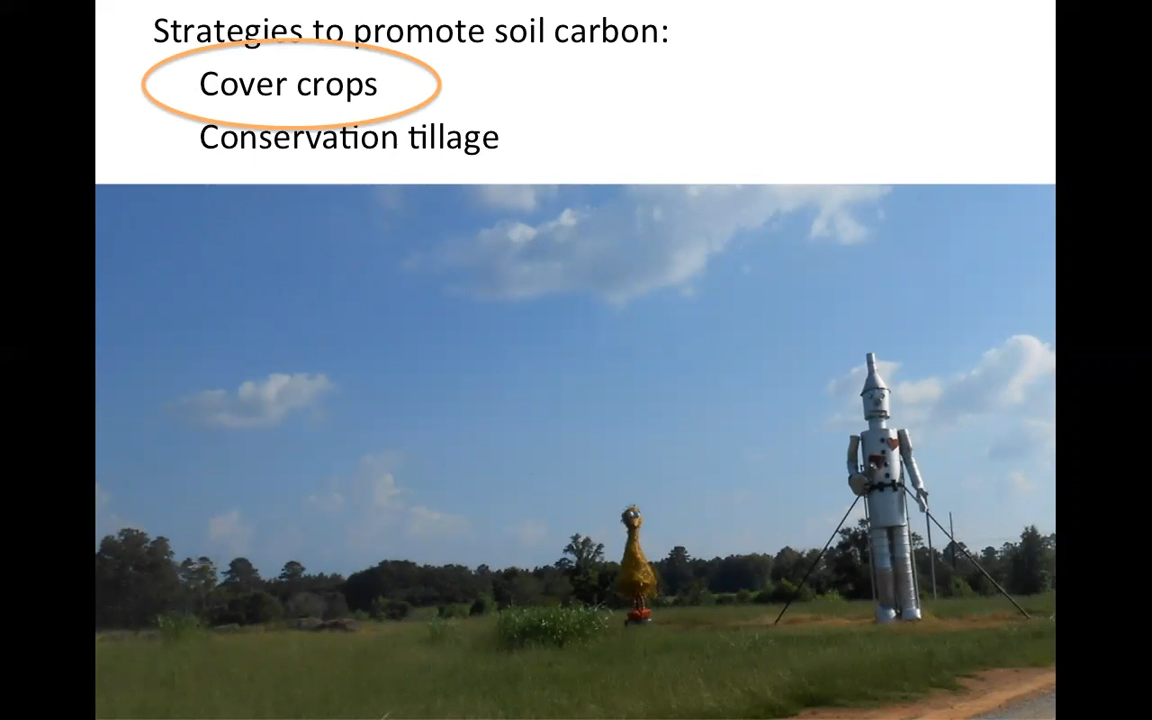 Strategies to promote soil carbon:
Cover crops
Conservation tillage